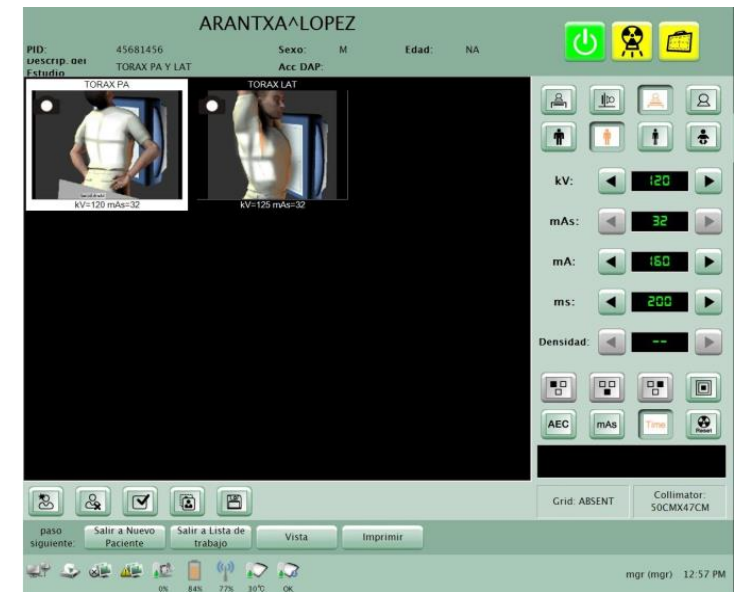 ARANTXA^LOPEZ
PID: 45681456 Sexo: M Edad: NA
Descrip. del Estudio TORAX PA Y LAT Acc DAP:
TORAX PA
kV=120 mAs=32
TORAX LAT
kV=125 mAs=32
kV: 120
mAs: 32
mA: 160
ms: 200
Densidad: --
AEC mAs Time Reset
Grid: ABSENT
Collimator:
50CMX47CM
paso
siguiente:
Salir a Nuevo
Paciente
Salir a Lista de
trabajo
Vista
Imprimir
0% 84% 77% 30°C OK
mgr (mgr) 12:57 PM